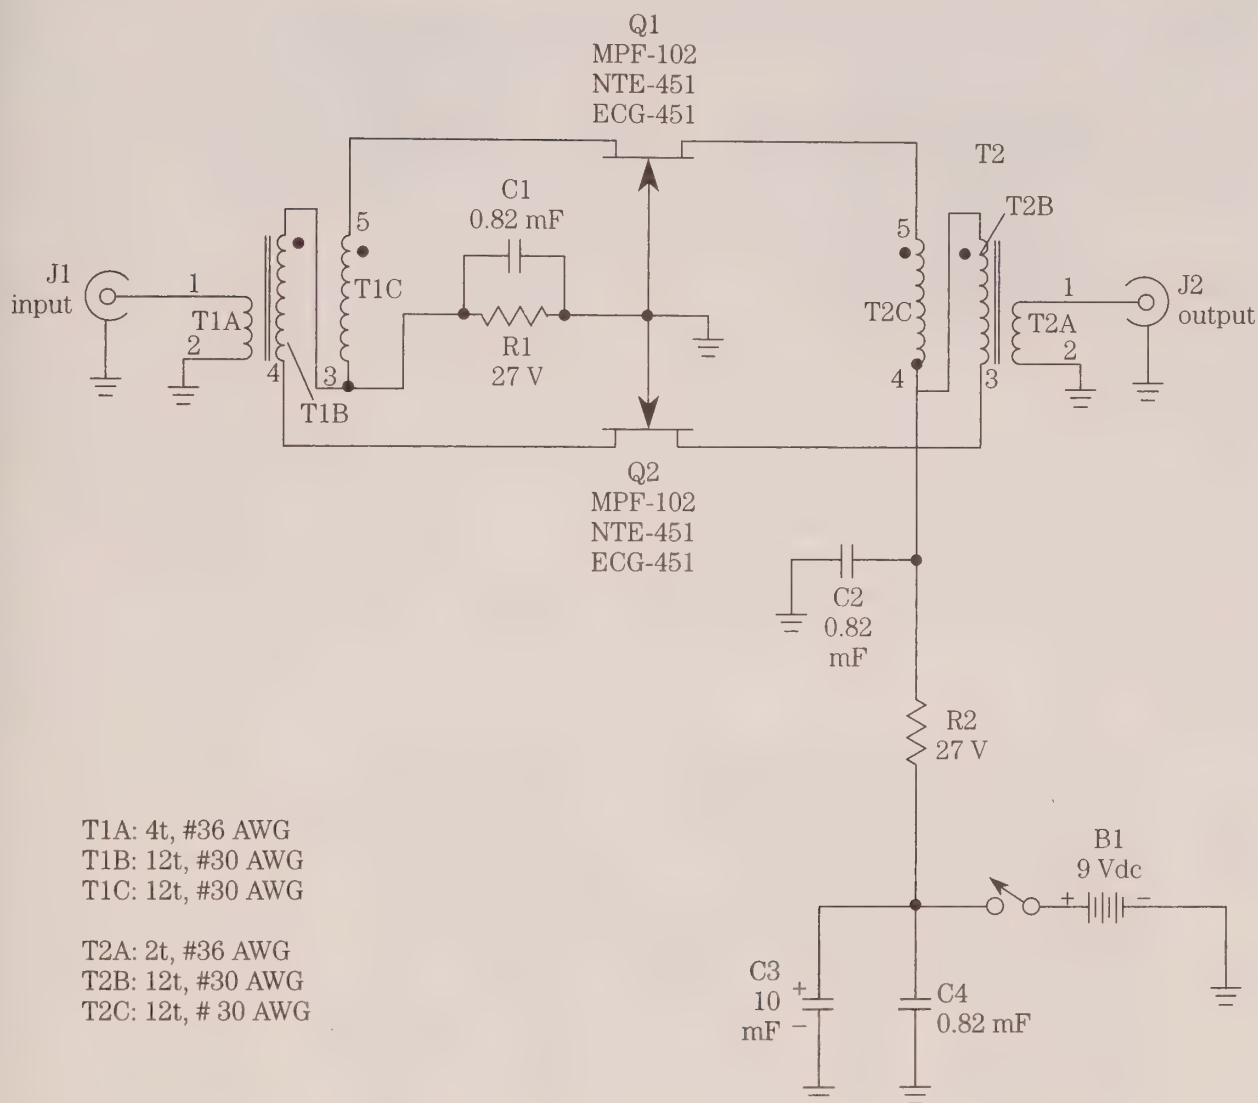 Q1
MPF-102
NTE-451
ECG-451
T2
C1
0.82 mF
5
5
T2B
J1
input
1
T1A
2
T1C
T2C
1
T2A
2
J2
output
R1
27 V
4
3
T1B
4
3
Q2
MPF-102
NTE-451
ECG-451
C2
0.82
mF
R2
27 V
T1A: 4t, #36 AWG
T1B: 12t, #30 AWG
T1C: 12t, #30 AWG
T2A: 2t, #36 AWG
T2B: 12t, #30 AWG
T2C: 12t, # 30 AWG
B1
9 Vdc
+ −
C3
10
mF
+
−
C4
0.82 mF